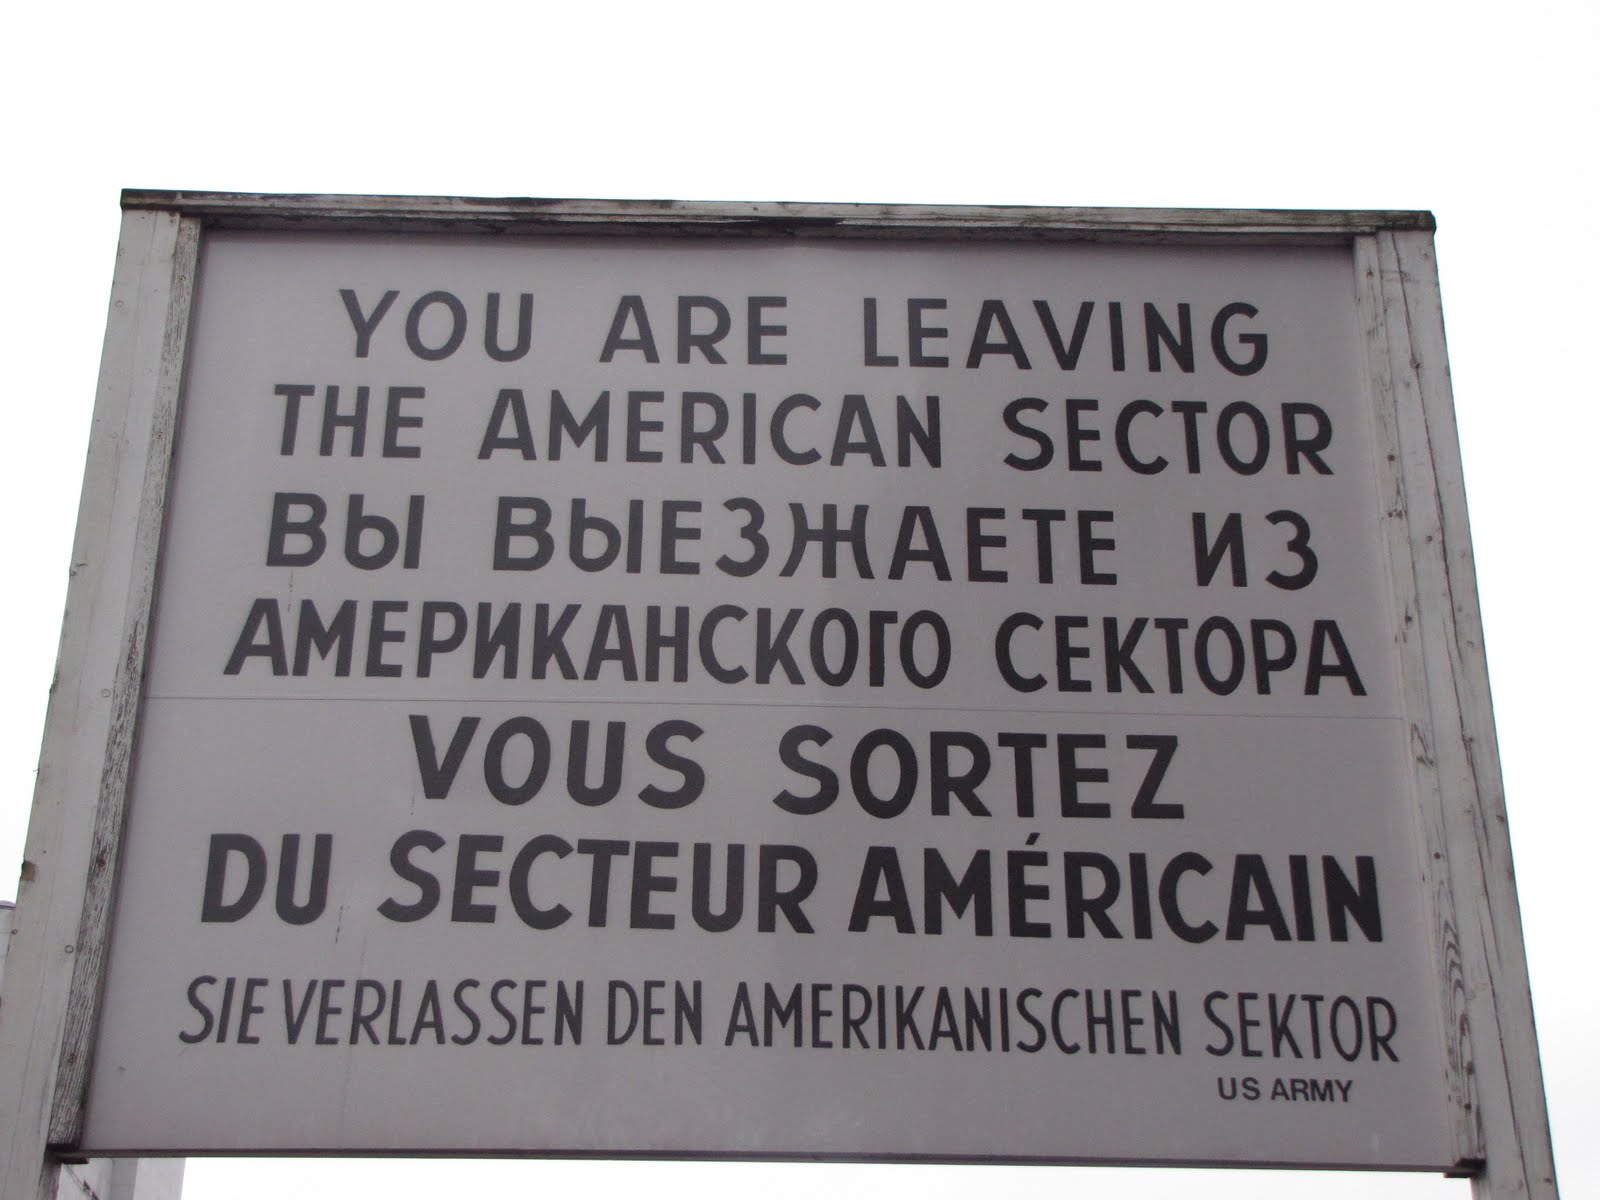 YOU ARE LEAVING
THE AMERICAN SECTOR
ВЫ ВЫЕЗЖАЕТЕ ИЗ
АМЕРИКАНСКОГО СЕКТОРА
VOUS SORTEZ
DU SECTEUR AMÉRICAIN
SIE VERLASSEN DEN AMERIKANISCHEN SEKTOR
US ARMY